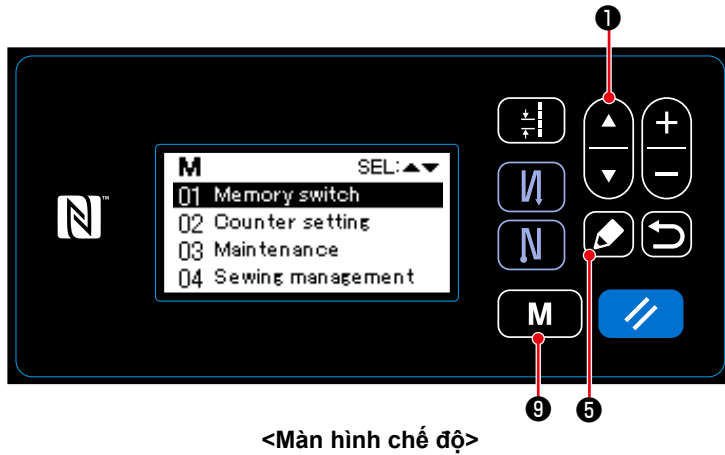 ❶
M SEL:▲▼
01 Memory switch
02 Counter setting
03 Maintenance
04 Sewing management
N™
+
−
M
❾ ❺
<Màn hình chế độ>